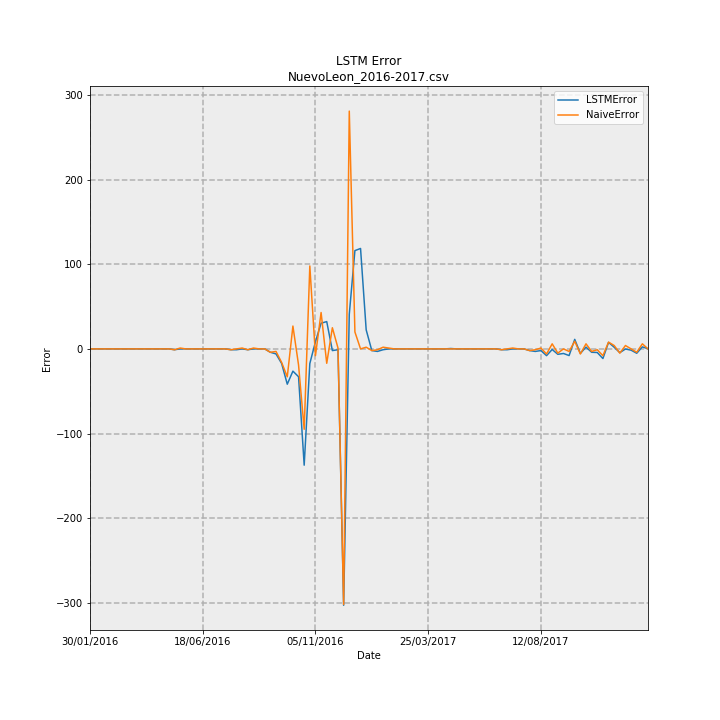 LSTM Error
NuevoLeon_2016-2017.csv
LSTMError
NaiveError
300
200
100
0
−100
−200
−300
Error
30/01/2016
18/06/2016
05/11/2016
25/03/2017
12/08/2017
Date